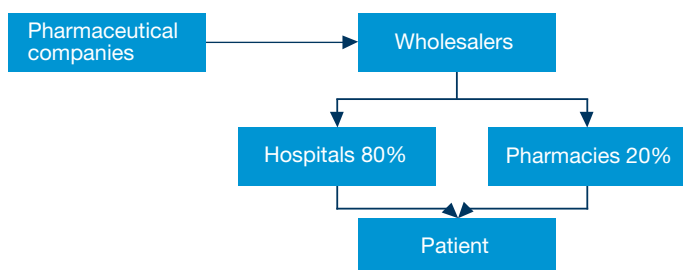 Pharmaceutical
companies
Wholesalers
Hospitals 80%
Pharmacies 20%
Patient